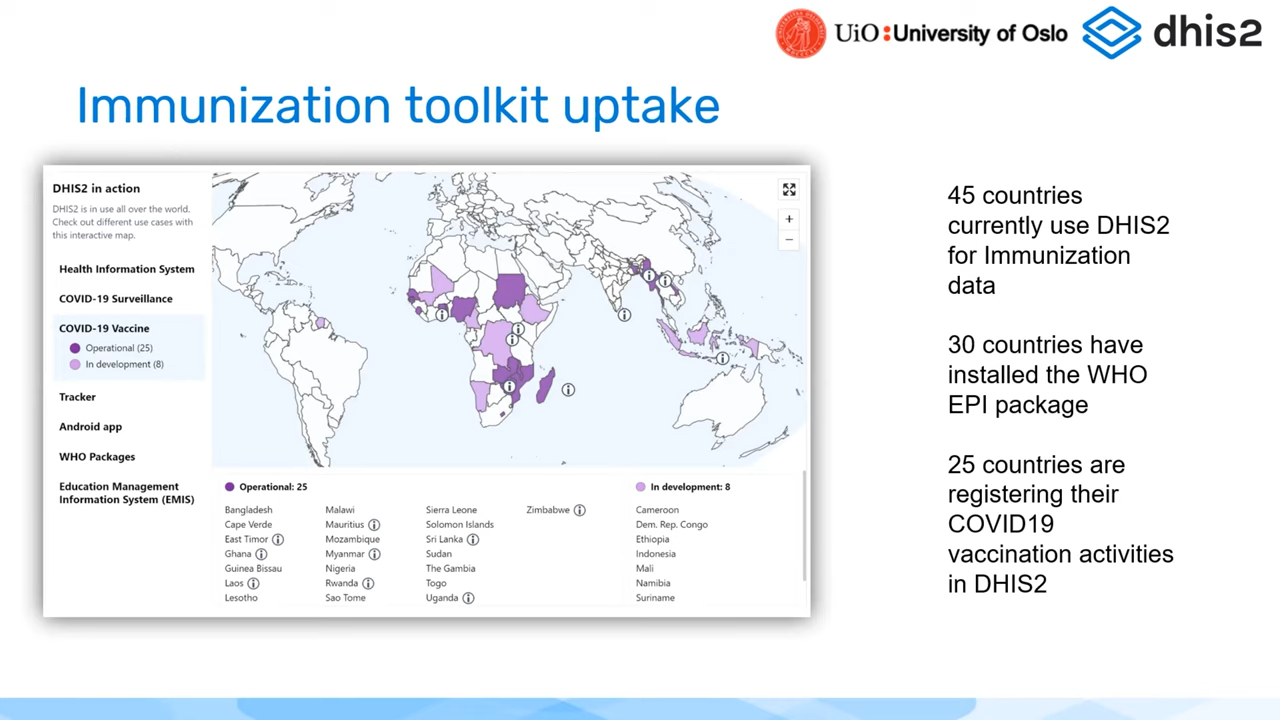 UiO : University of Oslo
dhis2
Immunization toolkit uptake
DHIS2 in action
DHIS2 is in use all over the world.
Check out different use cases with
this interactive map.
Health Information System
COVID-19 Surveillance
COVID-19 Vaccine
Operational (25)
In development (8)
Tracker
Android app
WHO Packages
Education Management
Information System (EMIS)
+
−
Operational: 25
Bangladesh
Cape Verde
East Timor
Ghana
Guinea Bissau
Laos
Lesotho
Malawi
Mauritius
Mozambique
Myanmar
Nigeria
Rwanda
Sao Tome
Sierra Leone
Solomon Islands
Sri Lanka
Sudan
The Gambia
Togo
Uganda
Zimbabwe
In development: 8
Cameroon
Dem. Rep. Congo
Ethiopia
Indonesia
Mali
Namibia
Suriname
45 countries
currently use DHIS2
for Immunization
data
30 countries have
installed the WHO
EPI package
25 countries are
registering their
COVID19
vaccination activities
in DHIS2